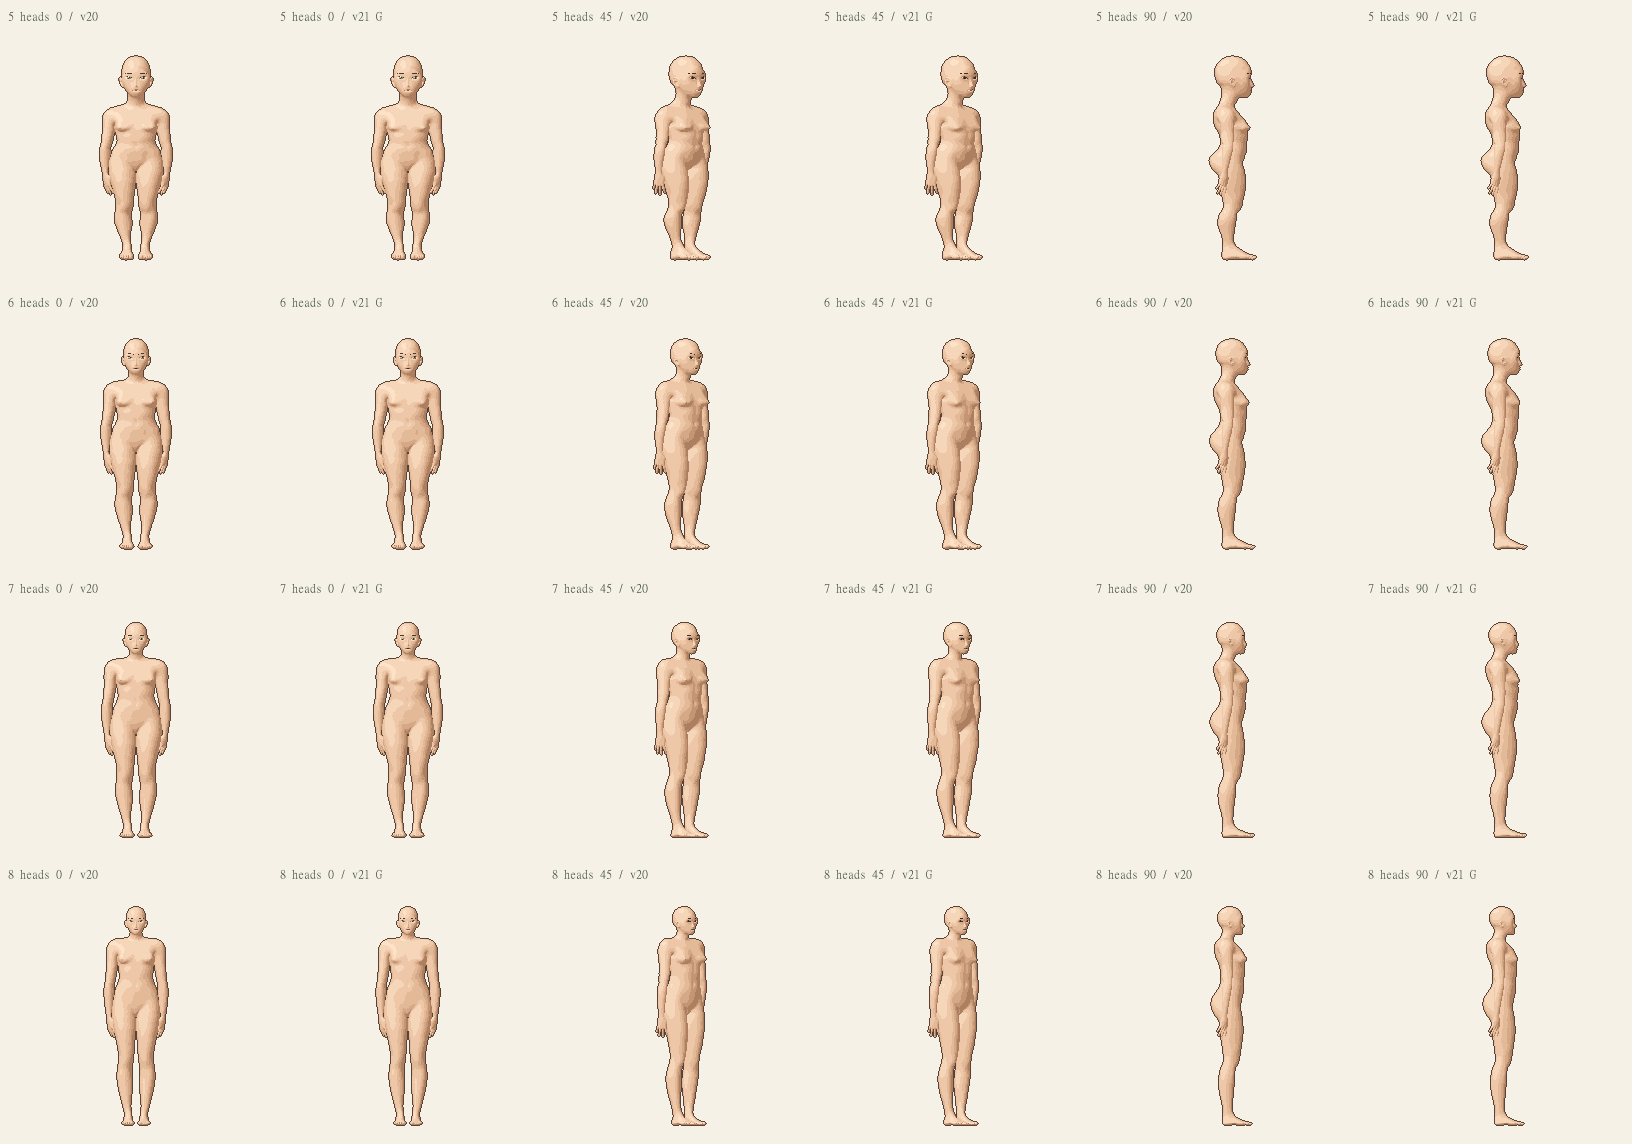 5 heads 0 / v20
5 heads 0 / v21 G
5 heads 45 / v20
5 heads 45 / v21 G
5 heads 90 / v20
5 heads 90 / v21 G
6 heads 0 / v20
6 heads 0 / v21 G
6 heads 45 / v20
6 heads 45 / v21 G
6 heads 90 / v20
6 heads 90 / v21 G
7 heads 0 / v20
7 heads 0 / v21 G
7 heads 45 / v20
7 heads 45 / v21 G
7 heads 90 / v20
7 heads 90 / v21 G
8 heads 0 / v20
8 heads 0 / v21 G
8 heads 45 / v20
8 heads 45 / v21 G
8 heads 90 / v20
8 heads 90 / v21 G